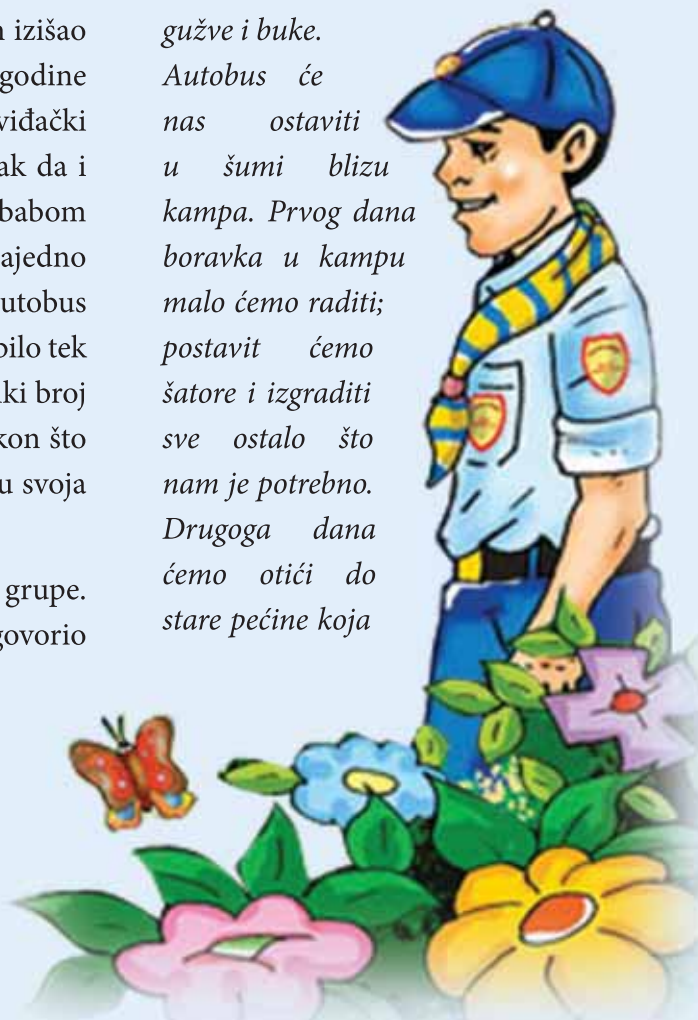 izišao
godine
viđački
ak da i
babom
ajedno
utobus
bilo tek
ki broj
kon što
u svoja
grupe.
govorio
gužve i buke.
Autobus će
nas ostaviti
u šumi blizu
kampa. Prvog dana
boravka u kampu
malo ćemo raditi;
postavit ćemo
šatore i izgraditi
sve ostalo što
nam je potrebno.
Drugoga dana
ćemo otići do
stare pećine koja